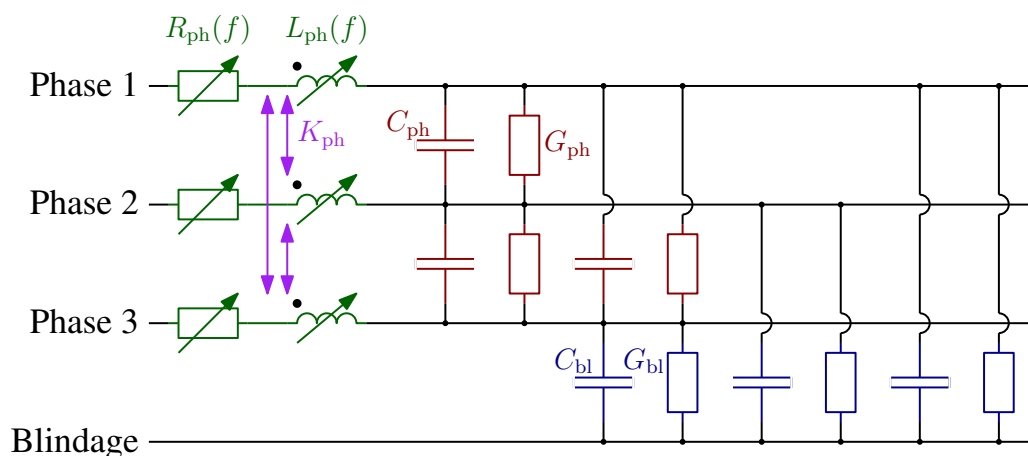 R_ph(f) L_ph(f)
Phase 1
C_ph
K_ph
G_ph
Phase 2
Phase 3
C_bl G_bl
Blindage